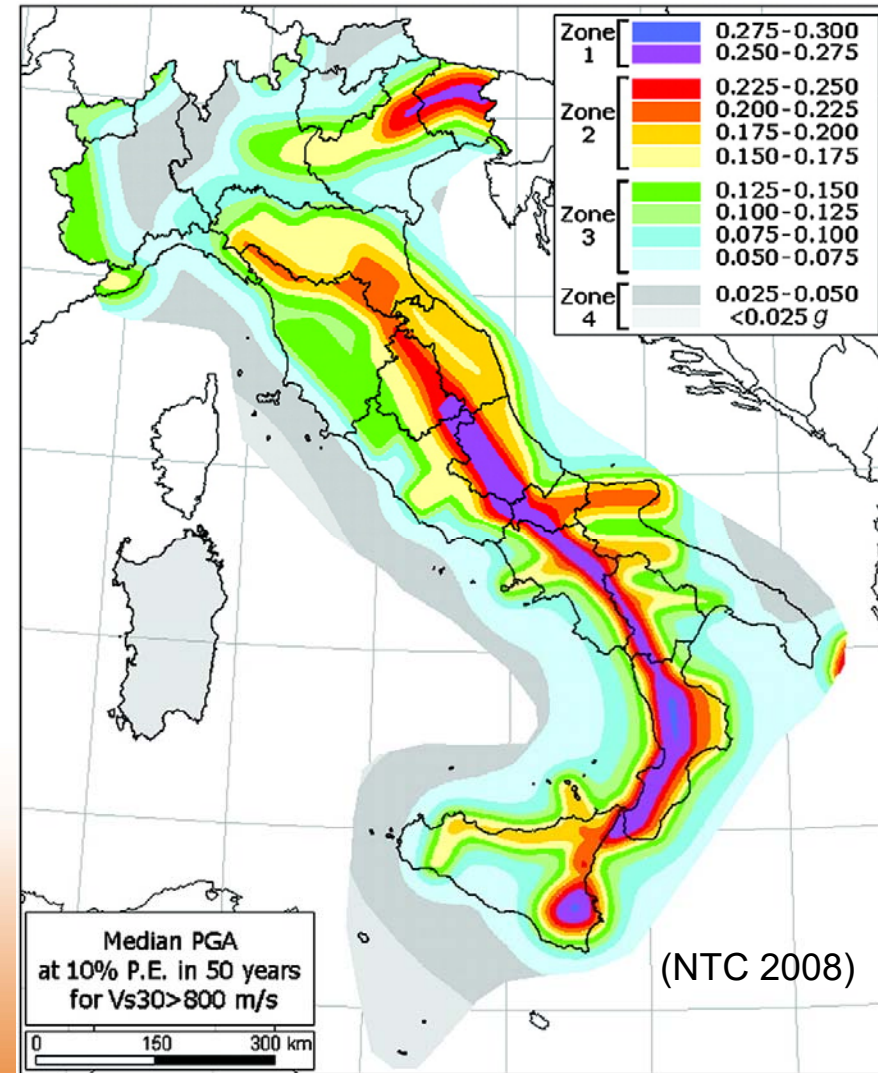 Zone 1
0.275-0.300
0.250-0.275
Zone 2
0.225-0.250
0.200-0.225
0.175-0.200
0.150-0.175
Zone 3
0.125-0.150
0.100-0.125
0.075-0.100
0.050-0.075
Zone 4
0.025-0.050
<0.025 g
Median PGA
at 10% P.E. in 50 years
for Vs30>800 m/s
0 150 300 km
(NTC 2008)